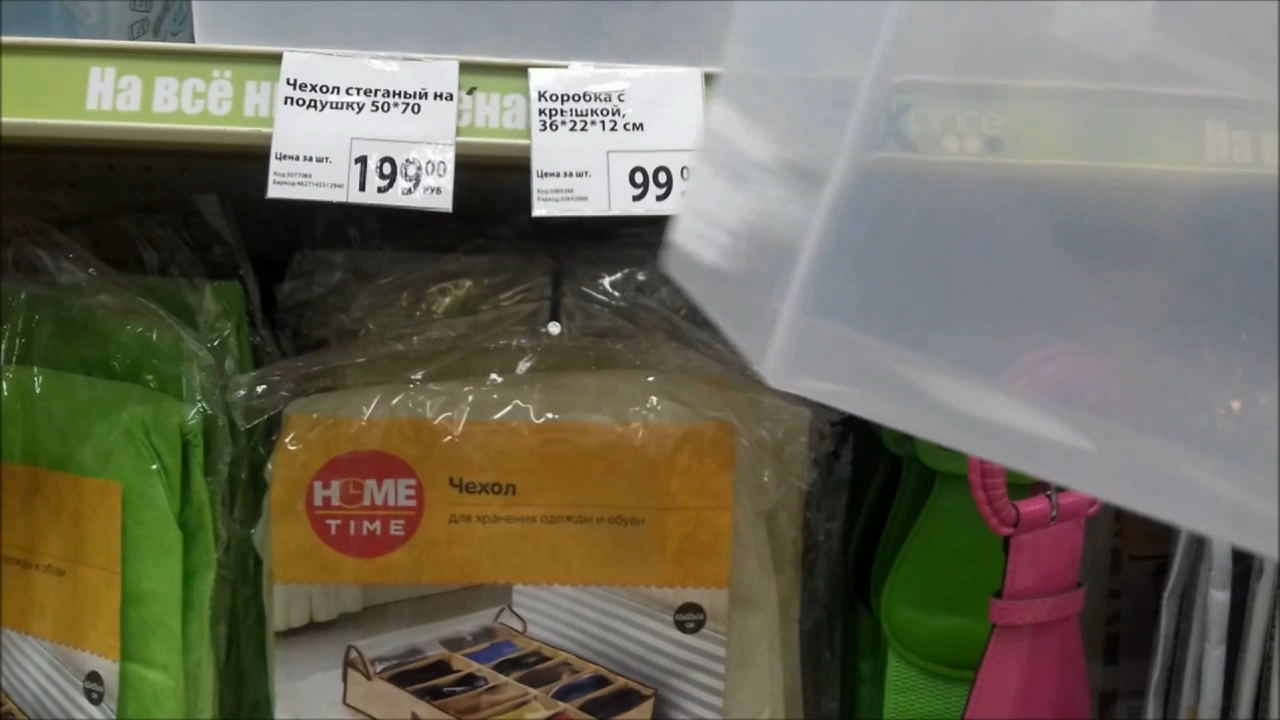 На всё н
ена
Чехол стеганый на
подушку 50*70
Цена за шт.
199 00
РУБ
Коробка с
крышкой,
36*22*12 см
Цена за шт.
99
HOME
TIME
Чехол
для хранения одежды и обуви